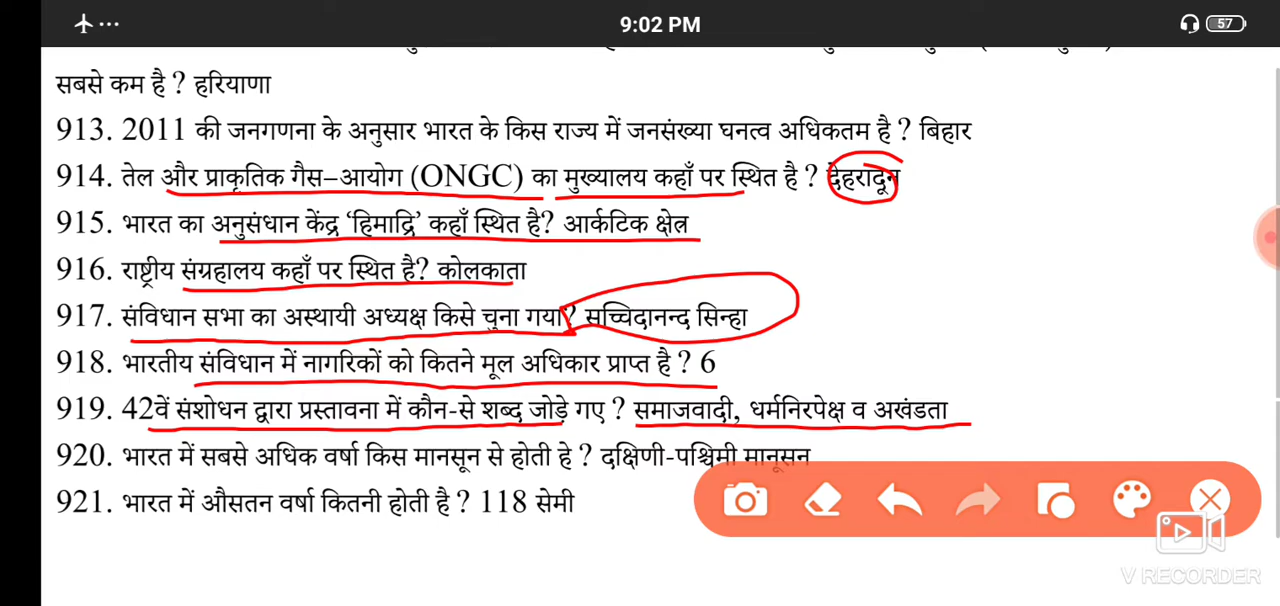 9:02 PM
57
सबसे कम है ? हरियाणा
913. 2011 की जनगणना के अनुसार भारत के किस राज्य में जनसंख्या घनत्व अधिकतम है ? बिहार
914. तेल और प्राकृतिक गैस–आयोग (ONGC) का मुख्यालय कहाँ पर स्थित है ? देहरादून
915. भारत का अनुसंधान केंद्र ‘हिमाद्रि’ कहाँ स्थित है? आर्कटिक क्षेत्र
916. राष्ट्रीय संग्रहालय कहाँ पर स्थित है? कोलकाता
917. संविधान सभा का अस्थायी अध्यक्ष किसे चुना गया? सच्चिदानन्द सिन्हा
918. भारतीय संविधान में नागरिकों को कितने मूल अधिकार प्राप्त है ? 6
919. 42वें संशोधन द्वारा प्रस्तावना में कौन-से शब्द जोड़े गए ? समाजवादी, धर्मनिरपेक्ष व अखंडता
920. भारत में सबसे अधिक वर्षा किस मानसून से होती हे ? दक्षिणी-पश्चिमी मानूसन
921. भारत में औसतन वर्षा कितनी होती है ? 118 सेमी
V RECORDER